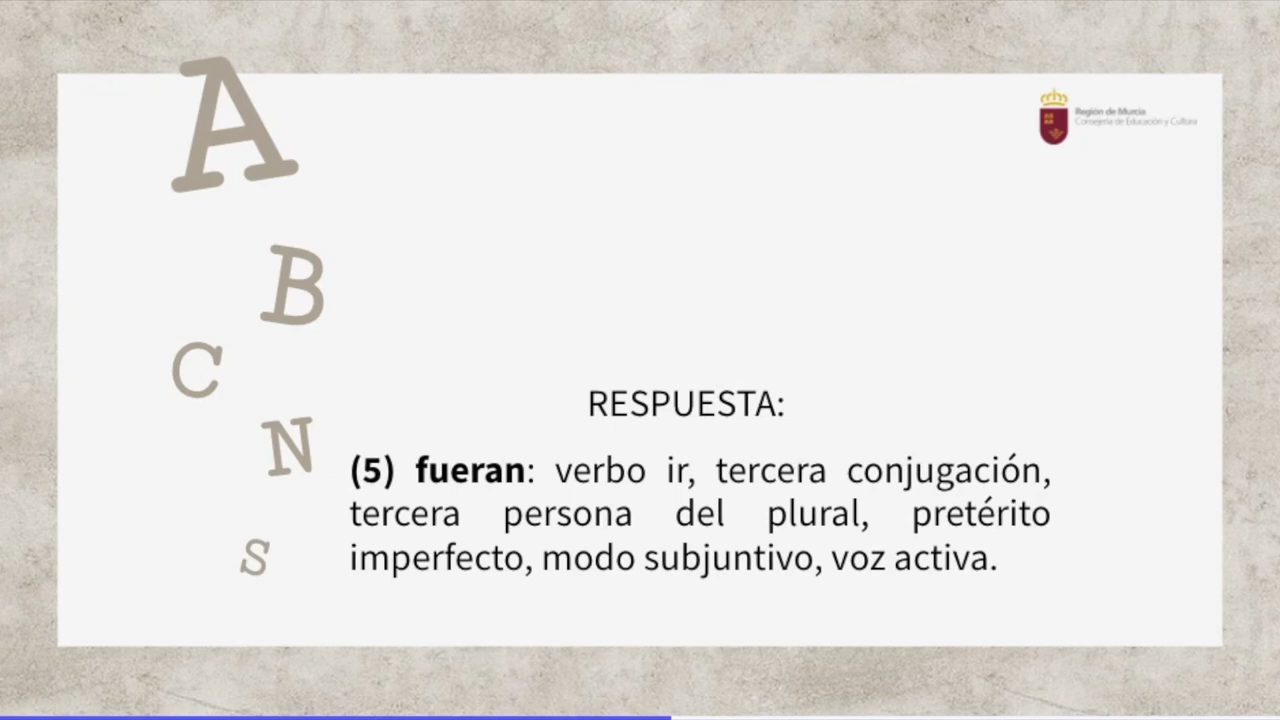 A
Región de Murcia
Consejería de Educación y Cultura
B
C
RESPUESTA:
N
(5) fueran: verbo ir, tercera conjugación,
tercera persona del plural, pretérito
imperfecto, modo subjuntivo, voz activa.
S